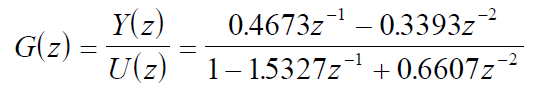 G(z) = Y(z)/U(z) = (0.4673z⁻¹ − 0.3393z⁻²)/(1 − 1.5327z⁻¹ + 0.6607z⁻²)